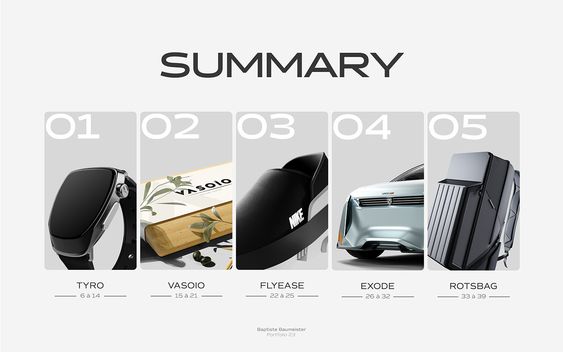 SUMMARY
01
02
03
04
05
VASOIO
NIKE
TYRO
6 à 14
VASOIO
15 à 21
FLYEASE
22 à 25
EXODE
26 à 32
ROTSBAG
33 à 39
Baptiste Baumeister
Portfolio 23